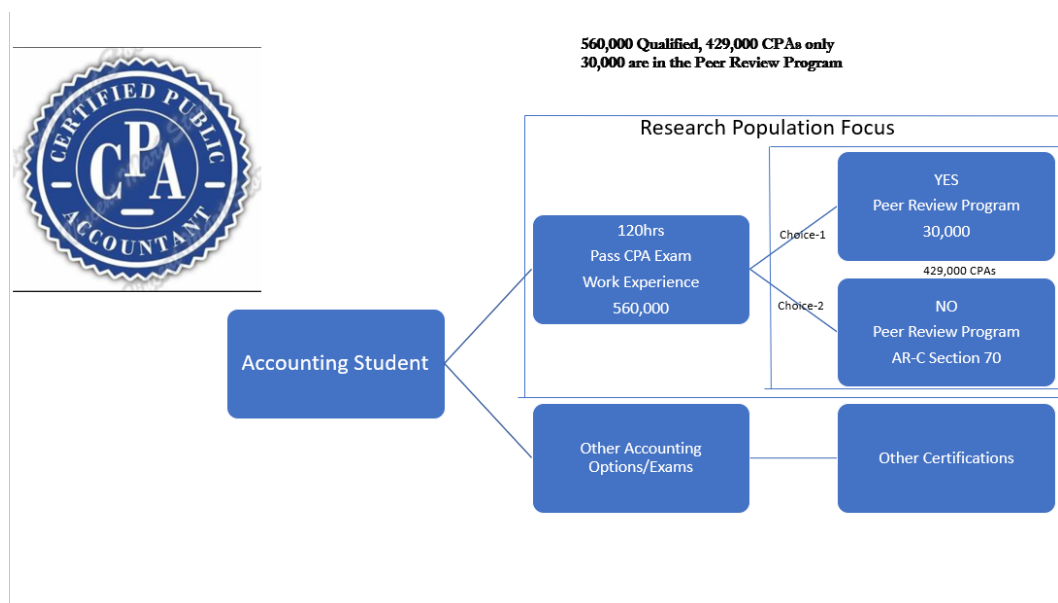 560,000 Qualified, 429,000 CPAs only
30,000 are in the Peer Review Program
CERTIFIED PUBLIC
CPA
ACCOUNTANT
Research Population Focus
Accounting Student
120hrs
Pass CPA Exam
Work Experience
560,000
Choice-1
YES
Peer Review Program
30,000
429,000 CPAs
Choice-2
NO
Peer Review Program
AR-C Section 70
Other Accounting
Options/Exams
Other Certifications